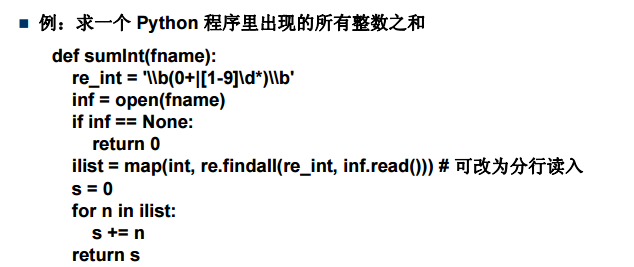 ■ 例：求一个 Python 程序里出现的所有整数之和
def sumInt(fname):
re_int = '\\b(0+|[1-9]\d*)\\b'
inf = open(fname)
if inf == None:
return 0
ilist = map(int, re.findall(re_int, inf.read())) # 可改为分行读入
s = 0
for n in ilist:
s += n
return s